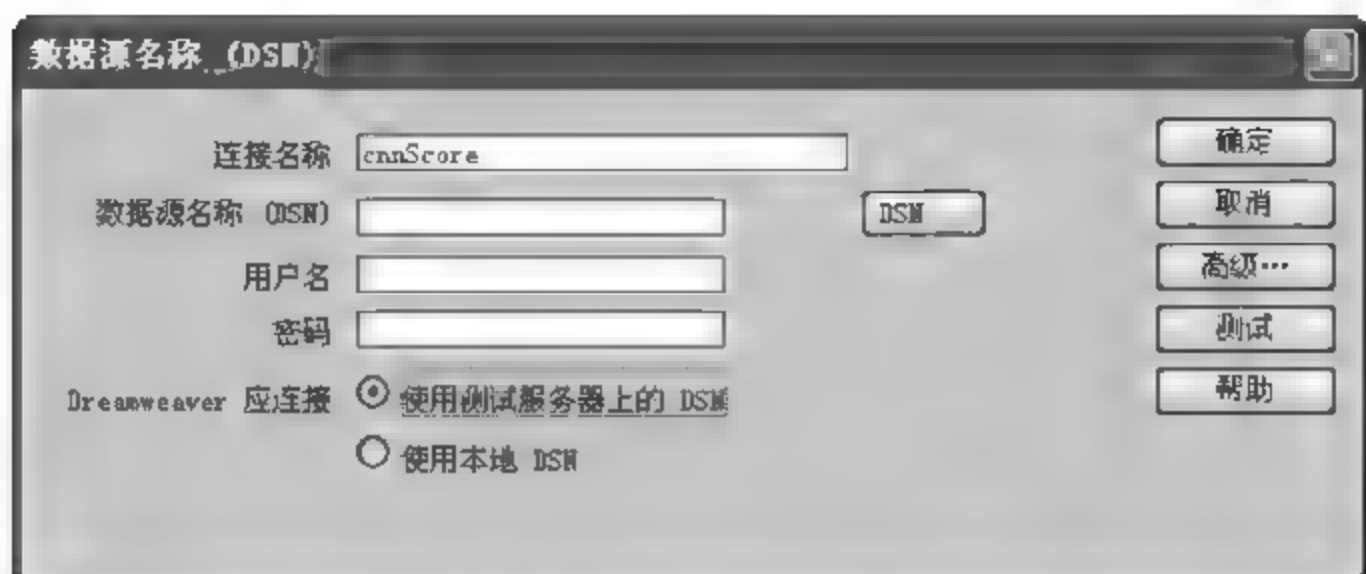 数据源名称 (DSN)
连接名称 cnnScore
数据源名称 (DSN)
DSN
用户名
密码
Dreamweaver 应连接 使用测试服务器上的 DSN
使用本地 DSN
确定
取消
高级…
测试
帮助